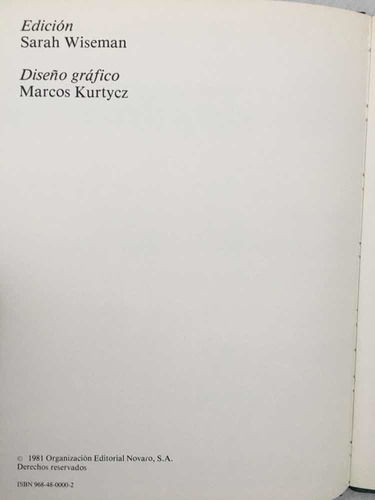 Edición
Sarah Wiseman
Diseño gráfico
Marcos Kurtycz
© 1981 Organización Editorial Novaro, S.A.
Derechos reservados
ISBN 968-48-0000-2